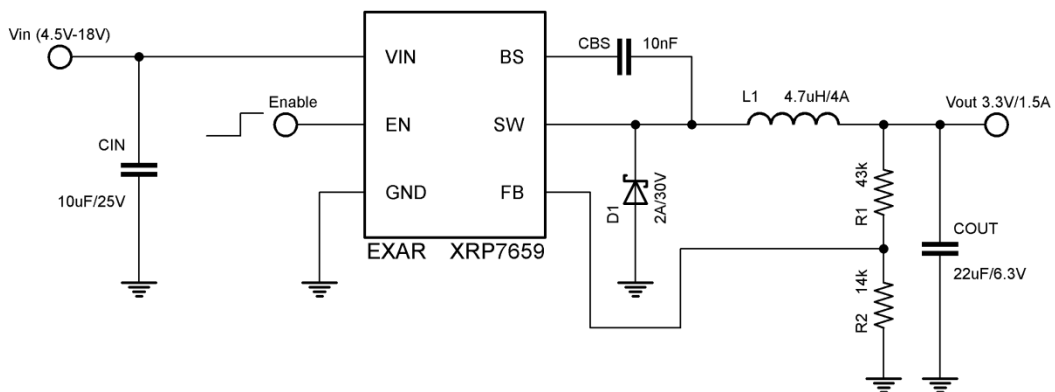 Vin (4.5V-18V)
CIN
10uF/25V
Enable
VIN
EN
GND
BS
SW
FB
EXAR XRP7659
CBS 10nF
D1
2A/30V
L1 4.7uH/4A
Vout 3.3V/1.5A
R1
43k
R2
14k
COUT
22uF/6.3V